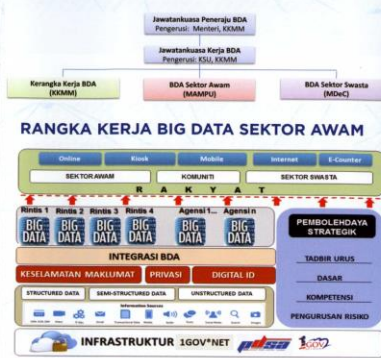 Jawatankuasa Peneraju BDA
Pengerusi: Menteri, KKMM
Jawatankuasa Kerja BDA
Pengerusi: KSU, KKMM
Kerangka Kerja BDA
(KKMM)
BDA Sektor Awam
(MAMPU)
BDA Sektor Swasta
(MDeC)
RANGKA KERJA BIG DATA SEKTOR AWAM
Online
Kiosk
Mobile
Internet
E-Counter
SEKTOR AWAM
KOMUNITI
SEKTOR SWASTA
R A K Y A T
Rintis 1
Rintis 2
Rintis 3
Rintis 4
Agensi 1...
Agensi n
BIG DATA
BIG DATA
BIG DATA
BIG DATA
BIG DATA
BIG DATA
INTEGRASI BDA
KESELAMATAN MAKLUMAT
PRIVASI
DIGITAL ID
STRUCTURED DATA
SEMI-STRUCTURED DATA
UNSTRUCTURED DATA
Information Sources
PEMBOLEHDAYA
STRATEGIK
TADBIR URUS
DASAR
KOMPETENSI
PENGURUSAN RISIKO
INFRASTRUKTUR 1GOV*NET
pdsa
1GOV